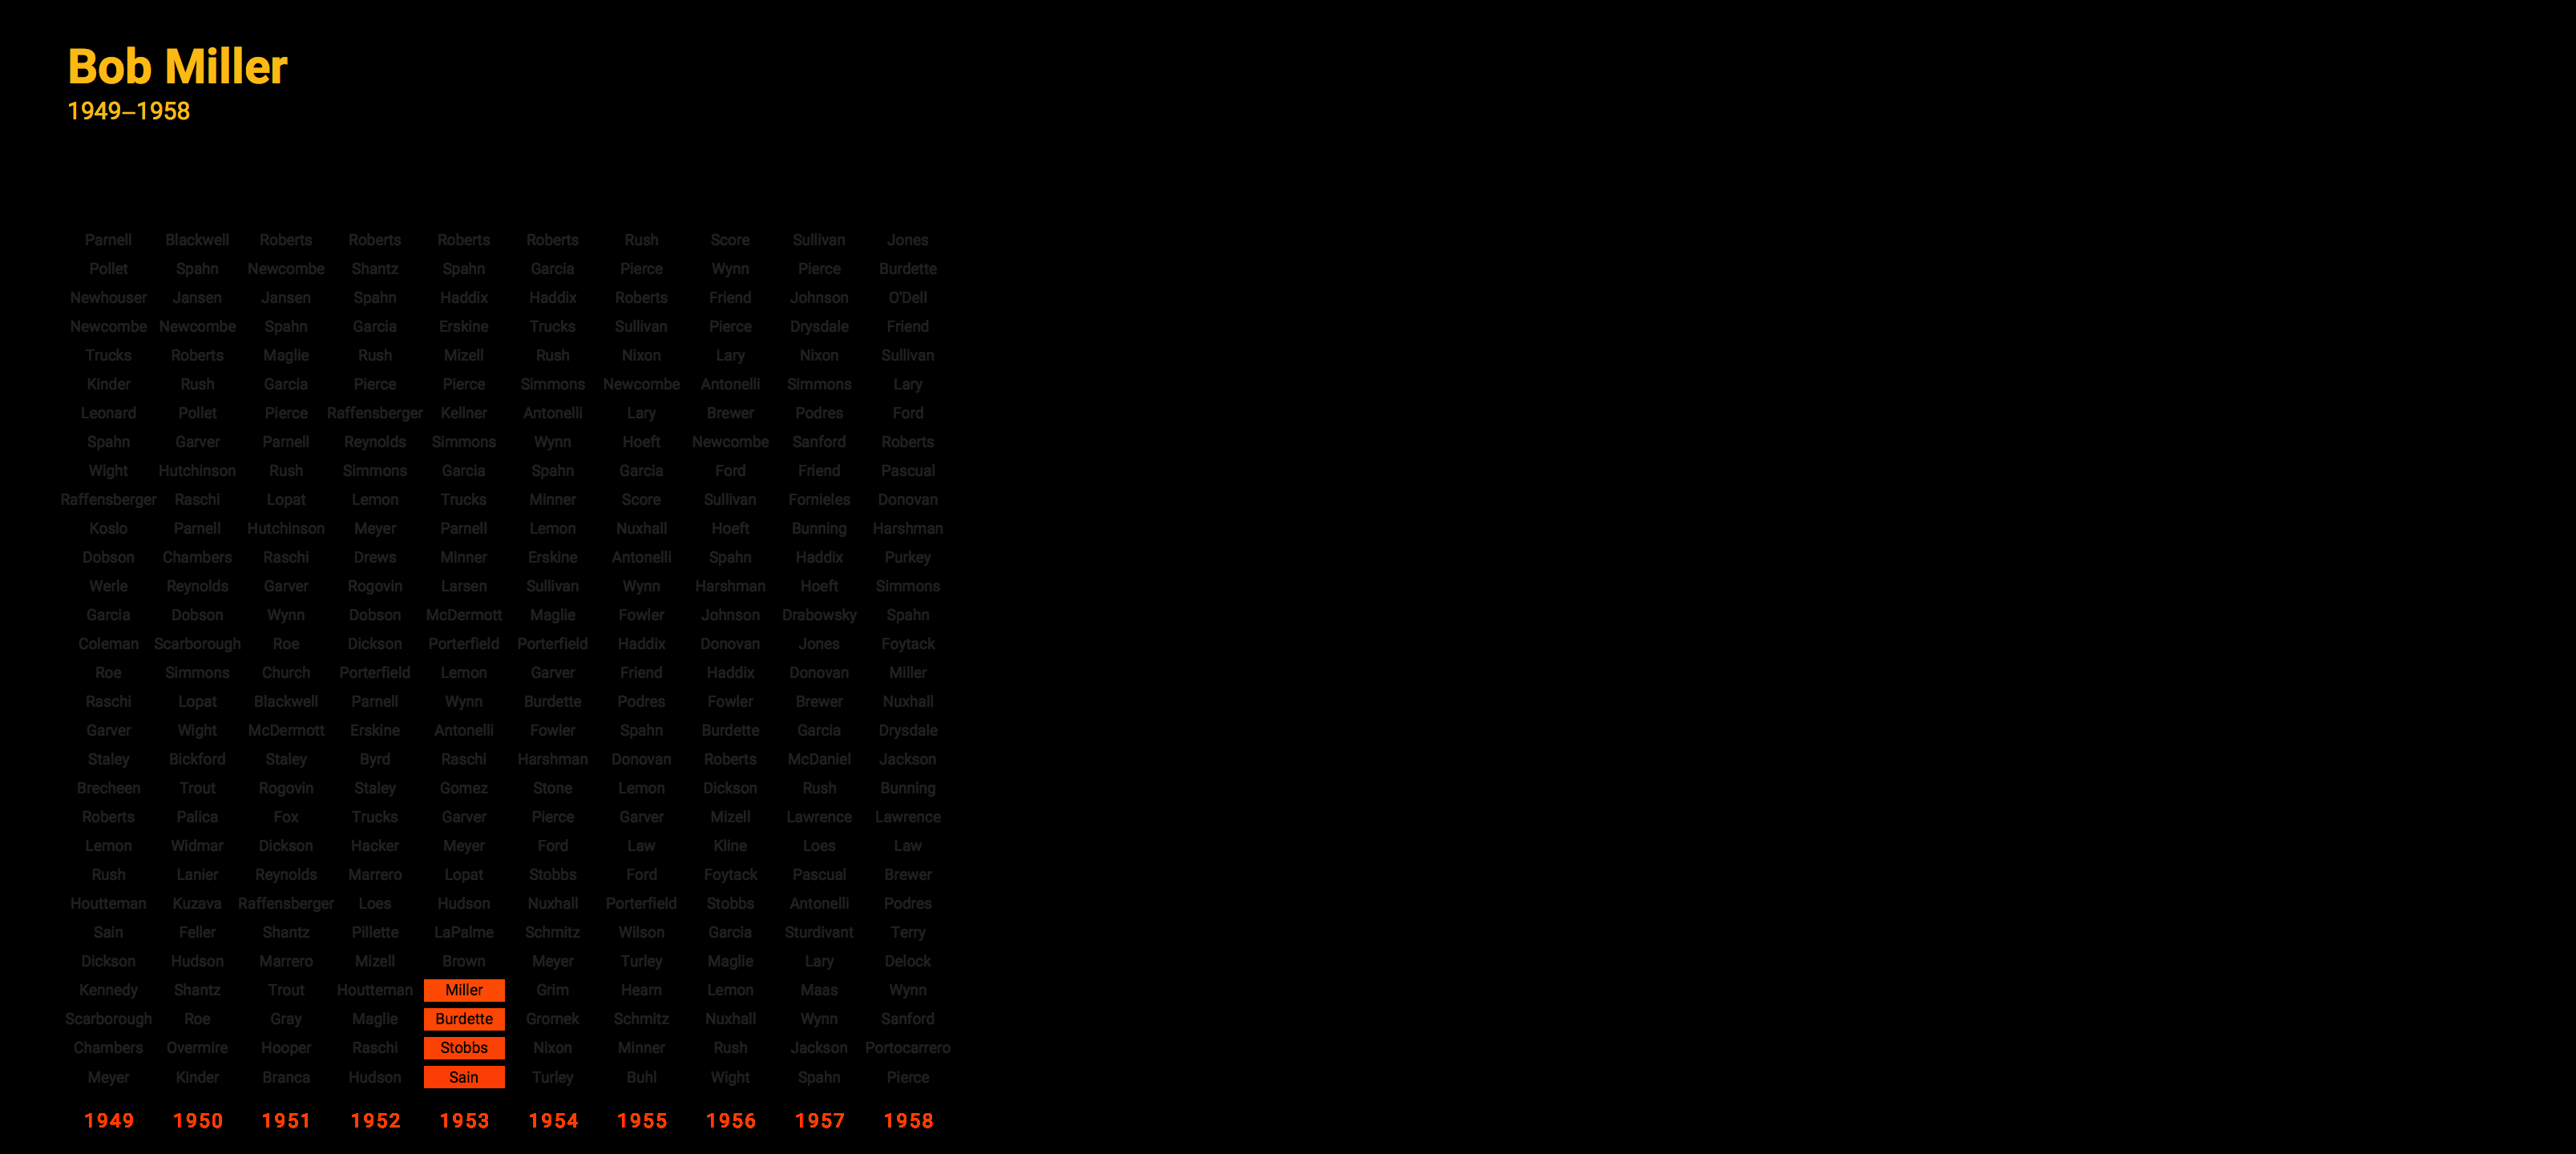 Bob Miller
1949–1958
Parnell Blackwell Roberts Roberts Roberts Roberts Rush Score Sullivan Jones
Pollet Spahn Newcombe Shantz Spahn Garcia Pierce Wynn Pierce Burdette
Newhouser Jansen Jansen Spahn Haddix Haddix Roberts Friend Johnson O'Dell
Newcombe Newcombe Spahn Garcia Erskine Trucks Sullivan Pierce Drysdale Friend
Trucks Roberts Maglie Rush Mizell Rush Nixon Lary Nixon Sullivan
Kinder Rush Garcia Pierce Pierce Simmons Newcombe Antonelli Simmons Lary
Leonard Pollet Pierce Raffensberger Kellner Antonelli Lary Brewer Podres Ford
Spahn Garver Parnell Reynolds Simmons Wynn Hoeft Newcombe Sanford Roberts
Wight Hutchinson Rush Simmons Garcia Spahn Garcia Ford Friend Pascual
Raffensberger Raschi Lopat Lemon Trucks Minner Score Sullivan Fornieles Donovan
Koslo Parnell Hutchinson Meyer Parnell Lemon Nuxhall Hoeft Bunning Harshman
Dobson Chambers Raschi Drews Minner Erskine Antonelli Spahn Haddix Purkey
Werle Reynolds Garver Rogovin Larsen Sullivan Wynn Harshman Hoeft Simmons
Garcia Dobson Wynn Dobson McDermott Maglie Fowler Johnson Drabowsky Spahn
Coleman Scarborough Roe Dickson Porterfield Porterfield Haddix Donovan Jones Foytack
Roe Simmons Church Porterfield Lemon Garver Friend Haddix Donovan Miller
Raschi Lopat Blackwell Parnell Wynn Burdette Podres Fowler Brewer Nuxhall
Garver Wight McDermott Erskine Antonelli Fowler Spahn Burdette Garcia Drysdale
Staley Bickford Staley Byrd Raschi Harshman Donovan Roberts McDaniel Jackson
Brecheen Trout Rogovin Staley Gomez Stone Lemon Dickson Rush Bunning
Roberts Palica Fox Trucks Garver Pierce Garver Mizell Lawrence Lawrence
Lemon Widmar Dickson Hacker Meyer Ford Law Kline Loes Law
Rush Lanier Reynolds Marrero Lopat Stobbs Ford Foytack Pascual Brewer
Houtteman Kuzava Raffensberger Loes Hudson Nuxhall Porterfield Stobbs Antonelli Podres
Sain Feller Shantz Pillette LaPalme Schmitz Wilson Garcia Sturdivant Terry
Dickson Hudson Marrero Mizell Brown Meyer Turley Maglie Lary Delock
Kennedy Shantz Trout Houtteman Miller Grim Hearn Lemon Maas Wynn
Scarborough Roe Gray Maglie Burdette Gromek Schmitz Nuxhall Wynn Sanford
Chambers Overmire Hooper Raschi Stobbs Nixon Minner Rush Jackson Portocarrero
Meyer Kinder Branca Hudson Sain Turley Buhl Wight Spahn Pierce
1949 1950 1951 1952 1953 1954 1955 1956 1957 1958